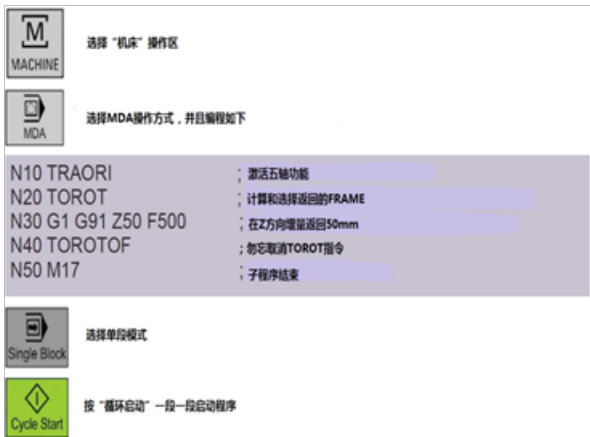 M
MACHINE
选择“机床”操作区
MDA
选择MDA操作方式，并且编程如下
N10 TRAORI ; 激活五轴功能
N20 TOROT ; 计算和选择返回的FRAME
N30 G1 G91 Z50 F500 ; 在Z方向增量返回50mm
N40 TOROTOF ; 勿忘取消TOROT指令
N50 M17 ; 子程序结束
Single Block
选择单段模式
Cycle Start
按“循环启动”一段一段启动程序